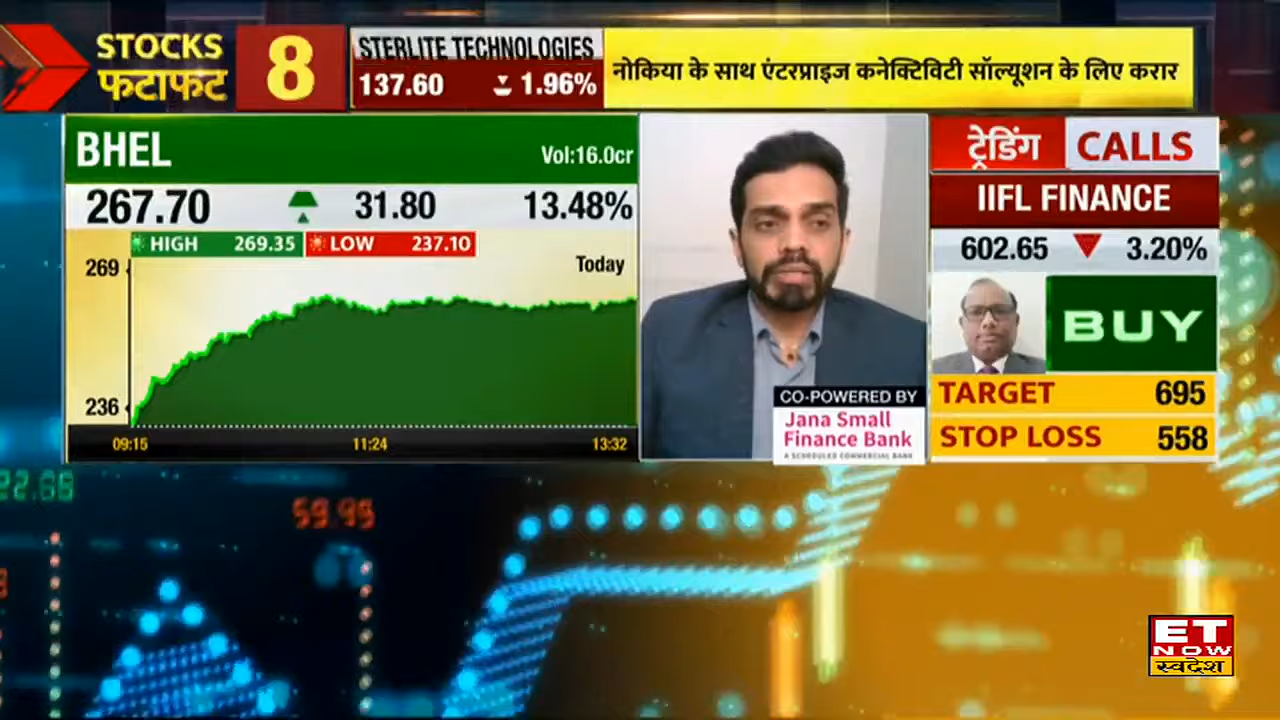 STOCKS
फटाफट
8
STERLITE TECHNOLOGIES
137.60 1.96%
नोकिया के साथ एंटरप्राइज कनेक्टिविटी सॉल्यूशन के लिए करार
BHEL
Vol:16.0cr
267.70 31.80 13.48%
HIGH 269.35 LOW 237.10
Today
269
236
09:15 11:24 13:32
CO-POWERED BY
Jana Small
Finance Bank
A SCHEDULED COMMERCIAL BANK
ट्रेडिंग CALLS
IIFL FINANCE
602.65 3.20%
BUY
TARGET 695
STOP LOSS 558
59.95
ET
NOW
स्वदेश